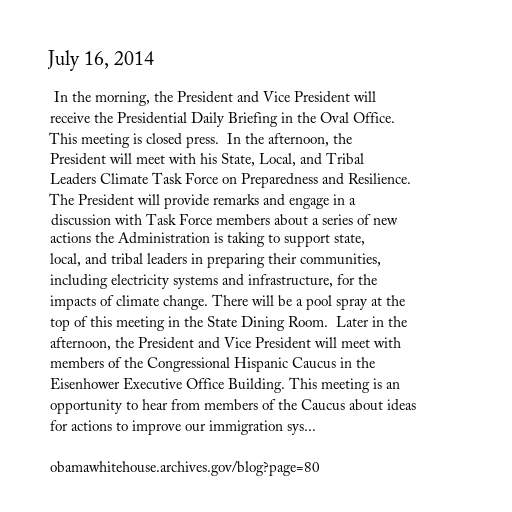 July 16, 2014
In the morning, the President and Vice President will
receive the Presidential Daily Briefing in the Oval Office.
This meeting is closed press.  In the afternoon, the
President will meet with his State, Local, and Tribal
Leaders Climate Task Force on Preparedness and Resilience.
The President will provide remarks and engage in a
discussion with Task Force members about a series of new
actions the Administration is taking to support state,
local, and tribal leaders in preparing their communities,
including electricity systems and infrastructure, for the
impacts of climate change. There will be a pool spray at the
top of this meeting in the State Dining Room.  Later in the
afternoon, the President and Vice President will meet with
members of the Congressional Hispanic Caucus in the
Eisenhower Executive Office Building. This meeting is an
opportunity to hear from members of the Caucus about ideas
for actions to improve our immigration sys...
obamawhitehouse.archives.gov/blog?page=80